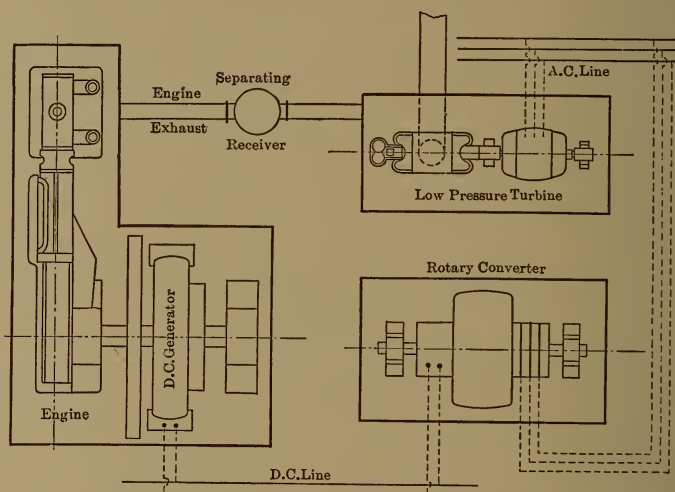 A.C. Line
Engine
Exhaust
Separating
Receiver
Low Pressure Turbine
Rotary Converter
D.C. Generator
Engine
D.C. Line